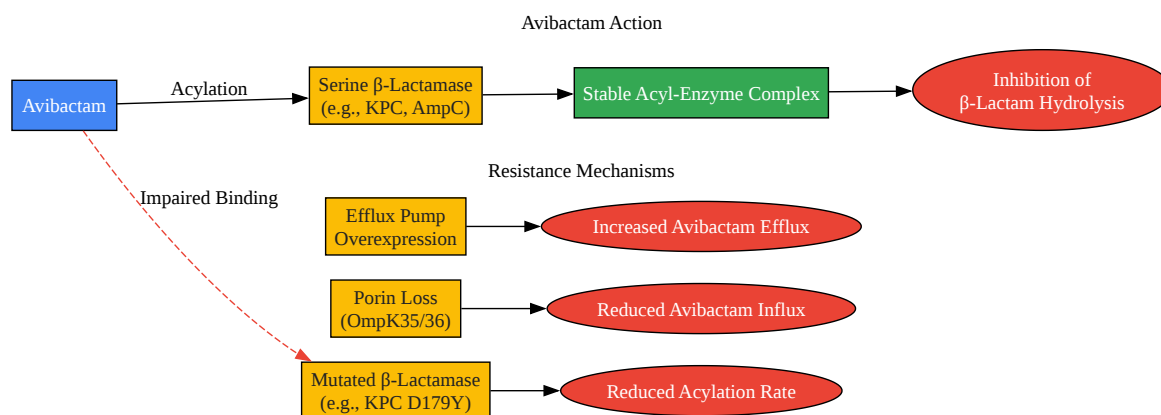 Avibactam Action
Avibactam
Acylation
Serine β-Lactamase
(e.g., KPC, AmpC)
Stable Acyl-Enzyme Complex
Inhibition of
β-Lactam Hydrolysis
Resistance Mechanisms
Impaired Binding
Efflux Pump
Overexpression
Increased Avibactam Efflux
Porin Loss
(OmpK35/36)
Reduced Avibactam Influx
Mutated β-Lactamase
(e.g., KPC D179Y)
Reduced Acylation Rate